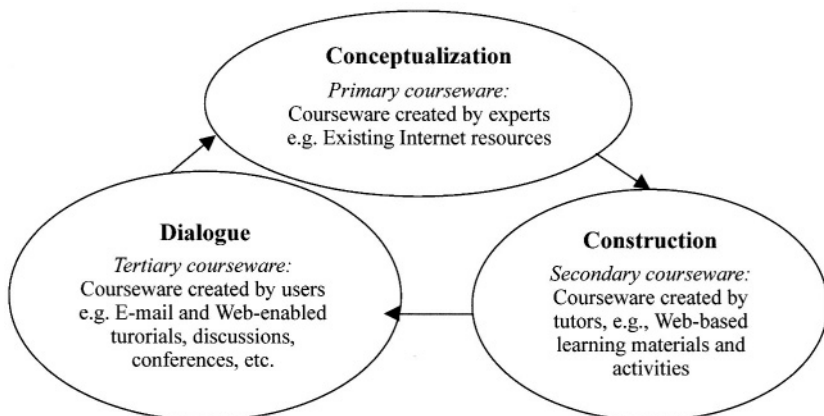 Conceptualization
Primary courseware:
Courseware created by experts
e.g. Existing Internet resources
Dialogue
Tertiary courseware:
Courseware created by users
e.g. E-mail and Web-enabled
turorials, discussions,
conferences, etc.
Construction
Secondary courseware:
Courseware created by
tutors, e.g., Web-based
learning materials and
activities